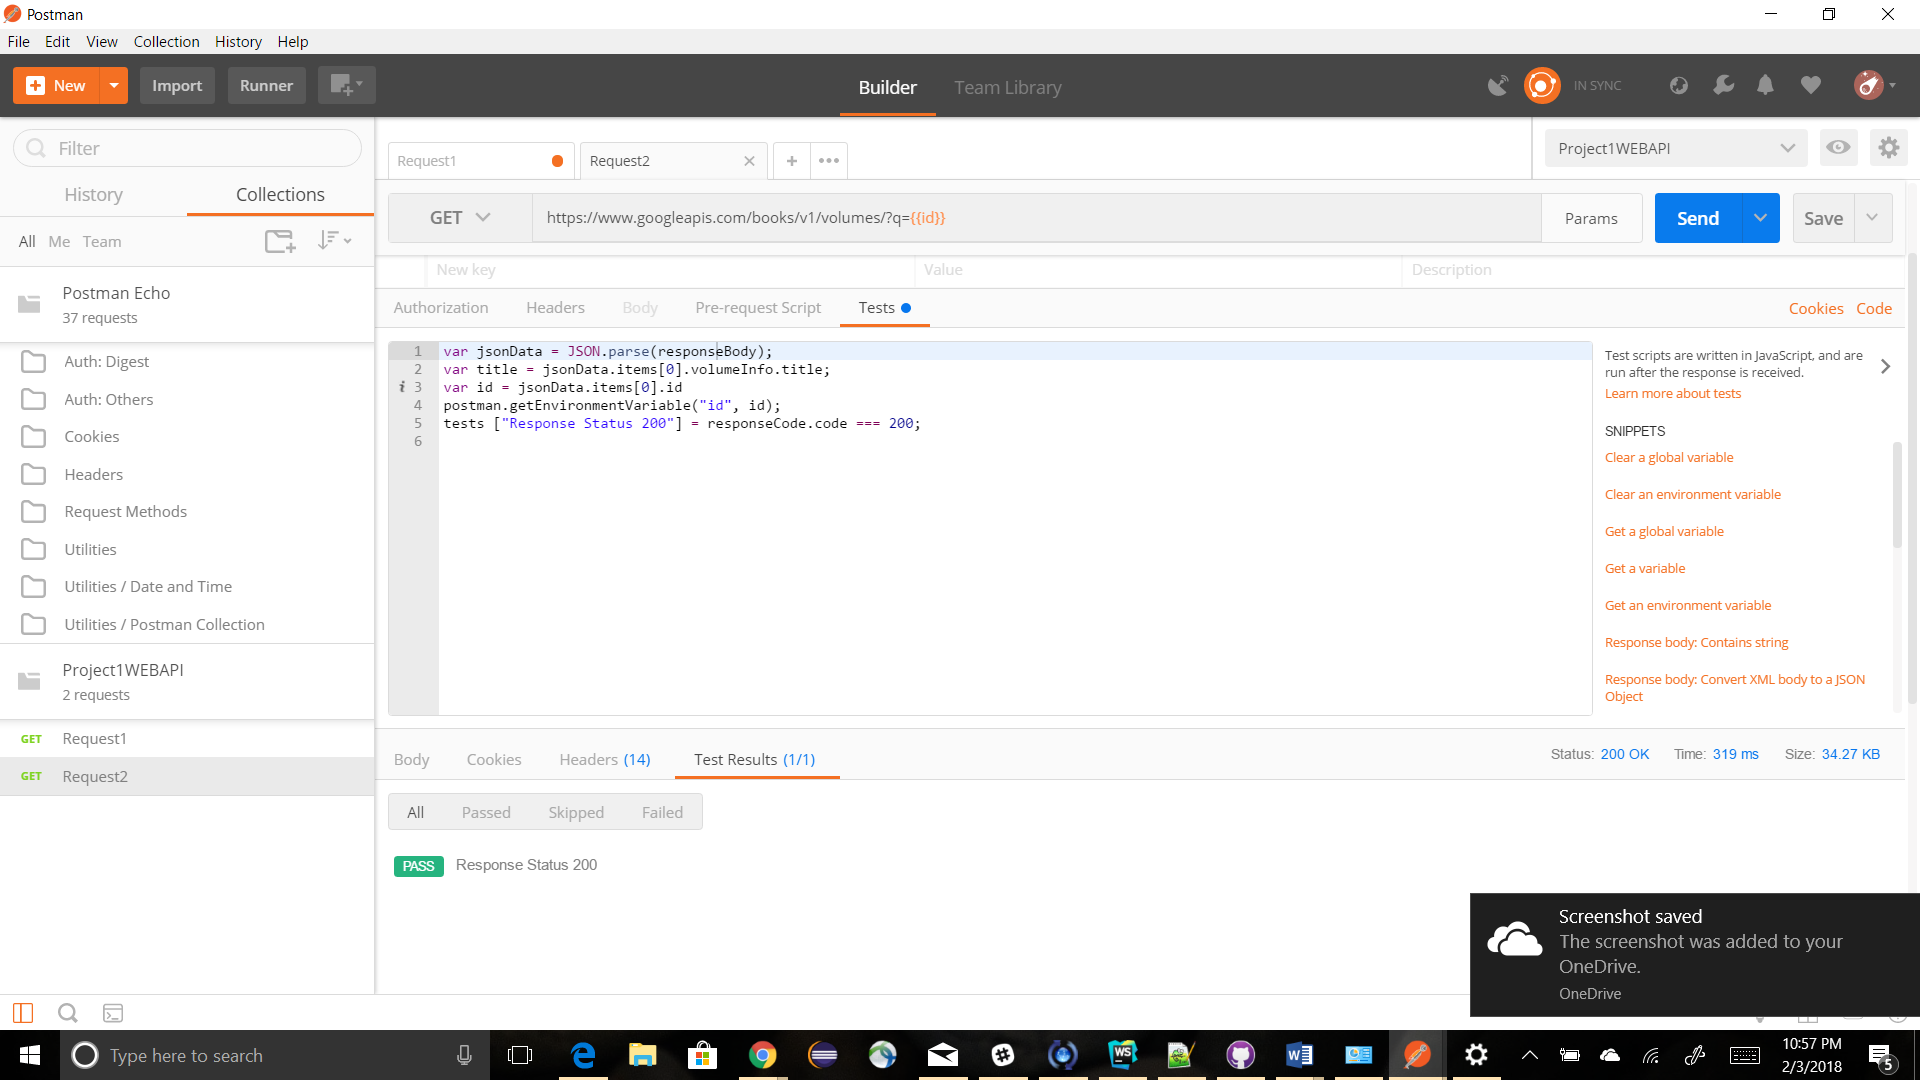 Postman
File Edit View Collection History Help
New Import Runner
Builder Team Library
IN SYNC
Filter
History Collections
All Me Team
Postman Echo
37 requests
Auth: Digest
Auth: Others
Cookies
Headers
Request Methods
Utilities
Utilities / Date and Time
Utilities / Postman Collection
Project1WEBAPI
2 requests
GET Request1
GET Request2
Request1
Request2
Project1WEBAPI
GET
https://www.googleapis.com/books/v1/volumes/?q={{id}}
Params
Send
Save
New key Value Description
Authorization Headers Body Pre-request Script Tests
Cookies Code
1 var jsonData = JSON.parse(responseBody);
2 var title = jsonData.items[0].volumeInfo.title;
i 3 var id = jsonData.items[0].id
4 postman.getEnvironmentVariable("id", id);
5 tests ["Response Status 200"] = responseCode.code === 200;
6
Test scripts are written in JavaScript, and are
run after the response is received.
Learn more about tests
SNIPPETS
Clear a global variable
Clear an environment variable
Get a global variable
Get a variable
Get an environment variable
Response body: Contains string
Response body: Convert XML body to a JSON
Object
Body Cookies Headers (14) Test Results (1/1)
Status: 200 OK Time: 319 ms Size: 34.27 KB
All Passed Skipped Failed
PASS Response Status 200
Screenshot saved
The screenshot was added to your
OneDrive.
OneDrive
Type here to search
WS
10:57 PM
2/3/2018
5